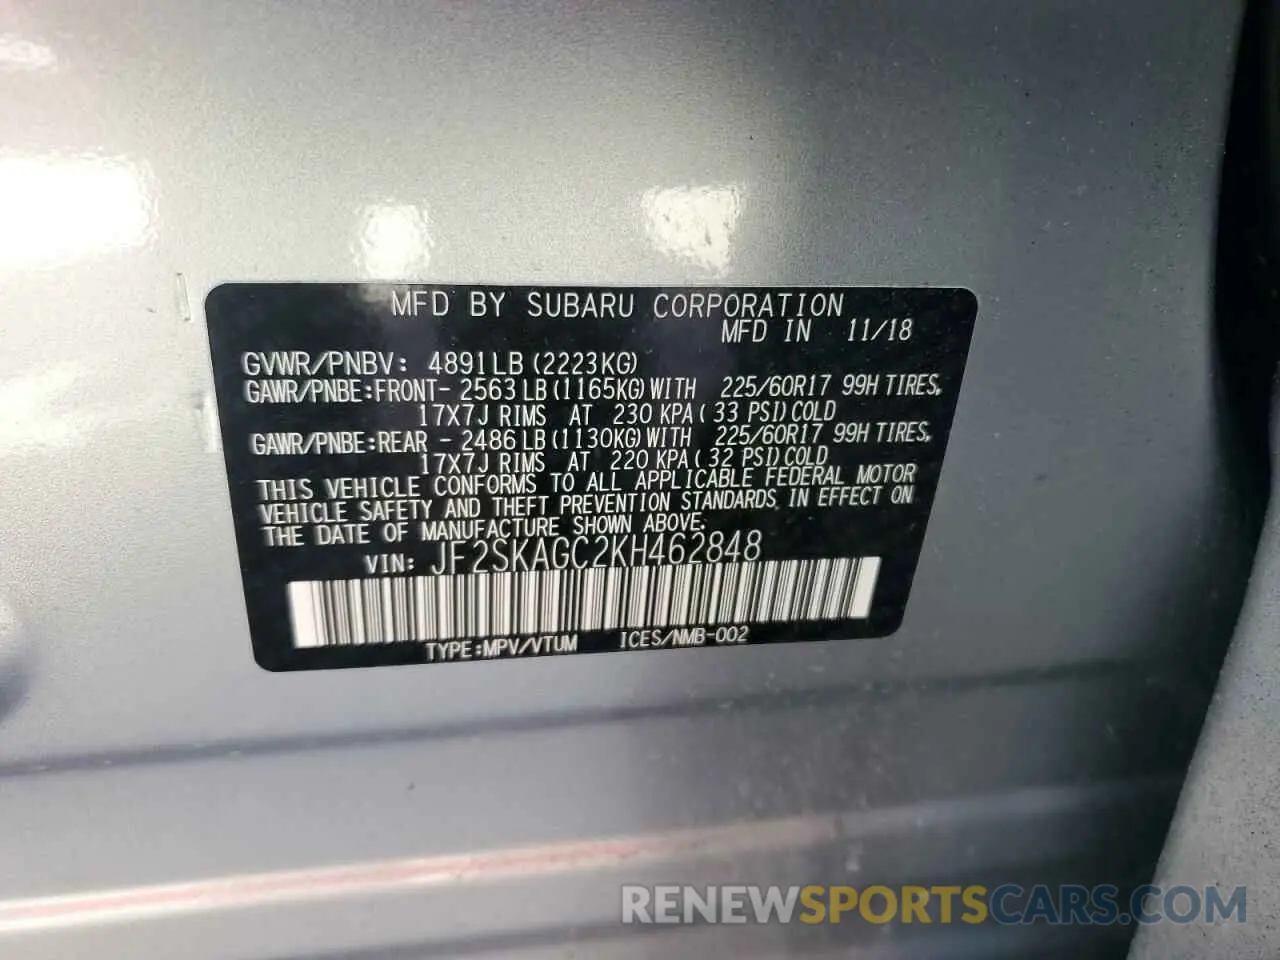 MFD BY SUBARU CORPORATION
MFD IN 11/18
GVWR/PNBV: 4891LB (2223KG)
GAWR/PNBE:FRONT- 2563 LB (1165KG) WITH 225/60R17 99H TIRES,
17X7J RIMS AT 230 KPA ( 33 PSI) COLD
GAWR/PNBE:REAR - 2486 LB (1130KG) WITH 225/60R17 99H TIRES,
17X7J RIMS AT 220 KPA ( 32 PSI) COLD
THIS VEHICLE CONFORMS TO ALL APPLICABLE FEDERAL MOTOR
VEHICLE SAFETY AND THEFT PREVENTION STANDARDS IN EFFECT ON
THE DATE OF MANUFACTURE SHOWN ABOVE.
VIN: JF2SKAGC2KH462848
TYPE:MPV/VTUM ICES/NMB-002
RENEWSPORTSCARS.COM